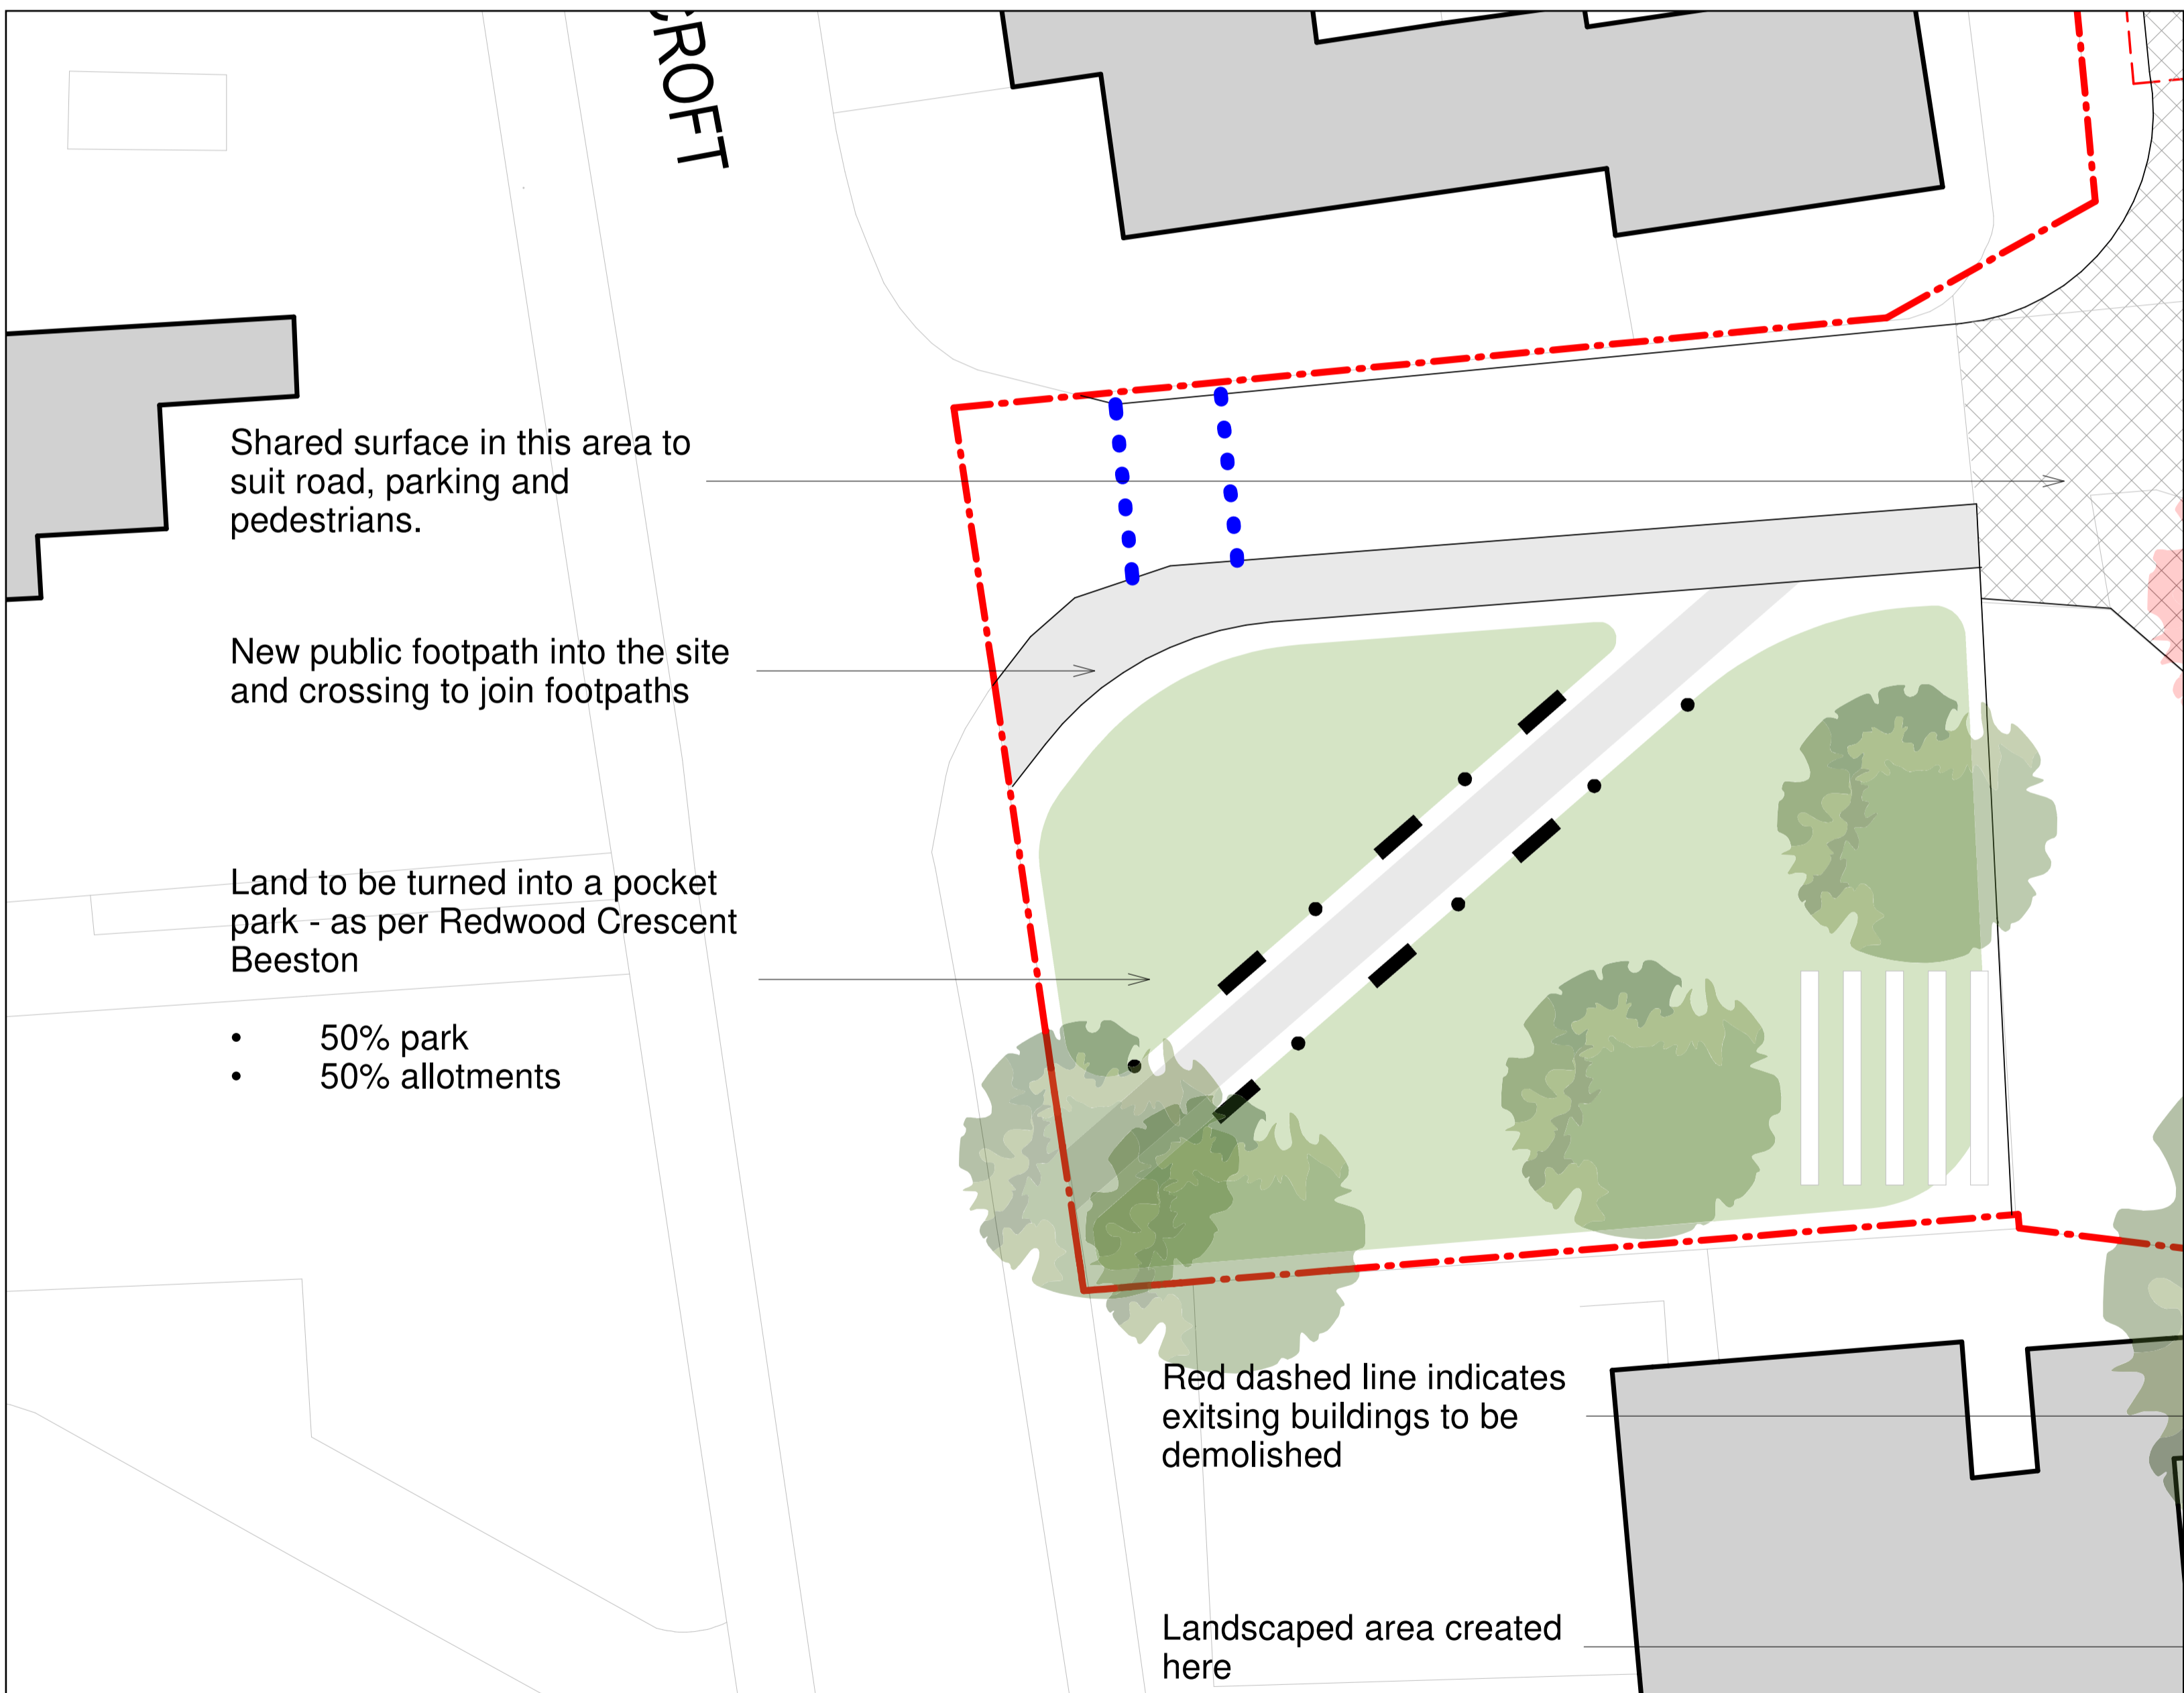 CROFT
Shared surface in this area to
suit road, parking and
pedestrians.
New public footpath into the site
and crossing to join footpaths
Land to be turned into a pocket
park - as per Redwood Crescent
Beeston
• 50% park
• 50% allotments
Red dashed line indicates
exitsing buildings to be
demolished
Landscaped area created
here